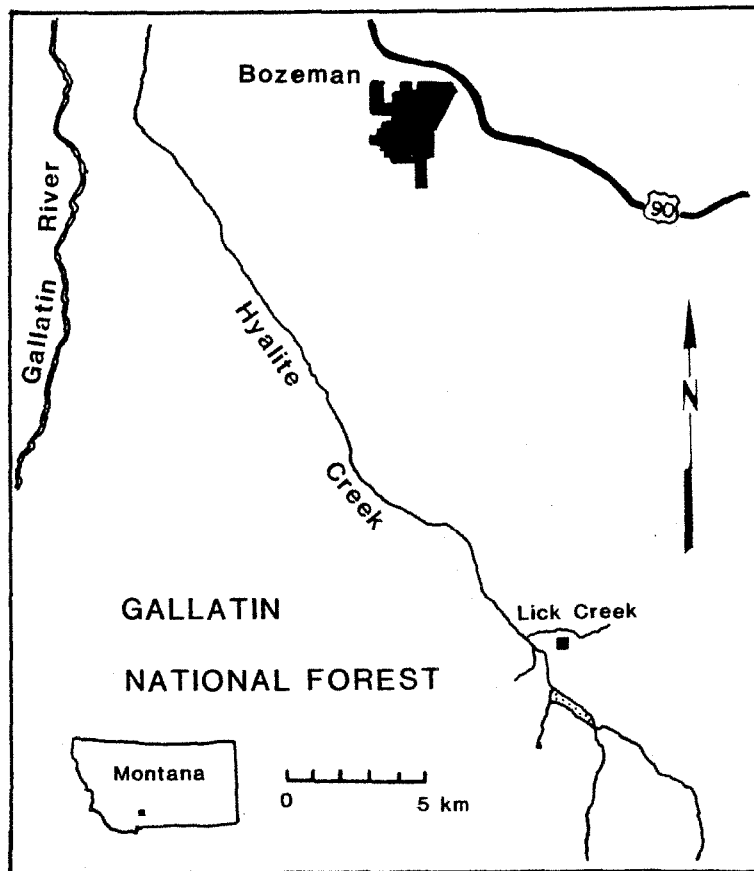 Bozeman
90
Gallatin River
Hyalite
Creek
N
GALLATIN
Lick Creek
NATIONAL FOREST
Montana
0 5 km